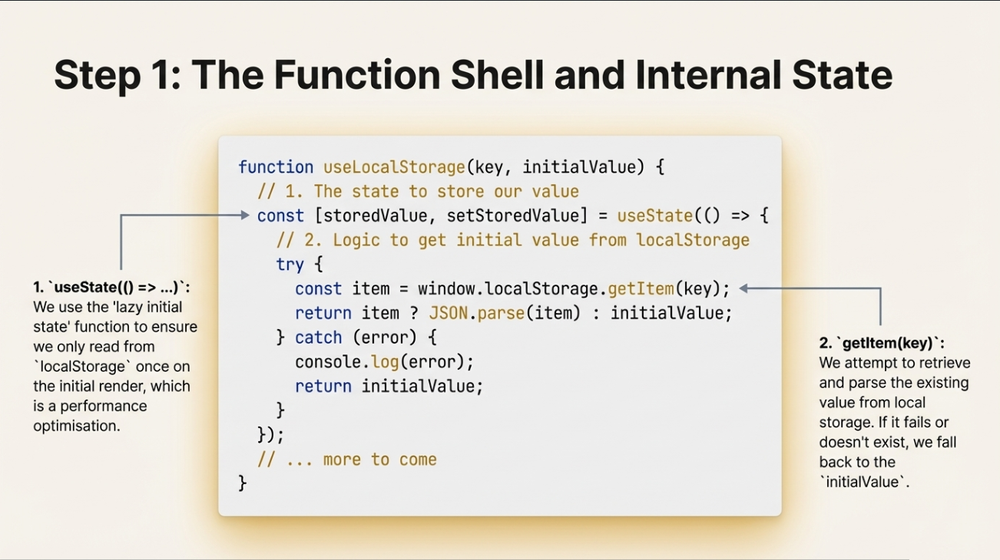 Step 1: The Function Shell and Internal State
function useLocalStorage(key, initialValue) {
// 1. The state to store our value
const [storedValue, setStoredValue] = useState(() => {
// 2. Logic to get initial value from localStorage
try {
const item = window.localStorage.getItem(key);
return item ? JSON.parse(item) : initialValue;
} catch (error) {
console.log(error);
return initialValue;
}
});
// ... more to come
}
1. `useState(() => ...)`:
We use the 'lazy initial
state' function to ensure
we only read from
`localStorage` once on
the initial render, which
is a performance
optimisation.
2. `getItem(key)`:
We attempt to retrieve
and parse the existing
value from local
storage. If it fails or
doesn't exist, we fall
back to the
`initialValue`.